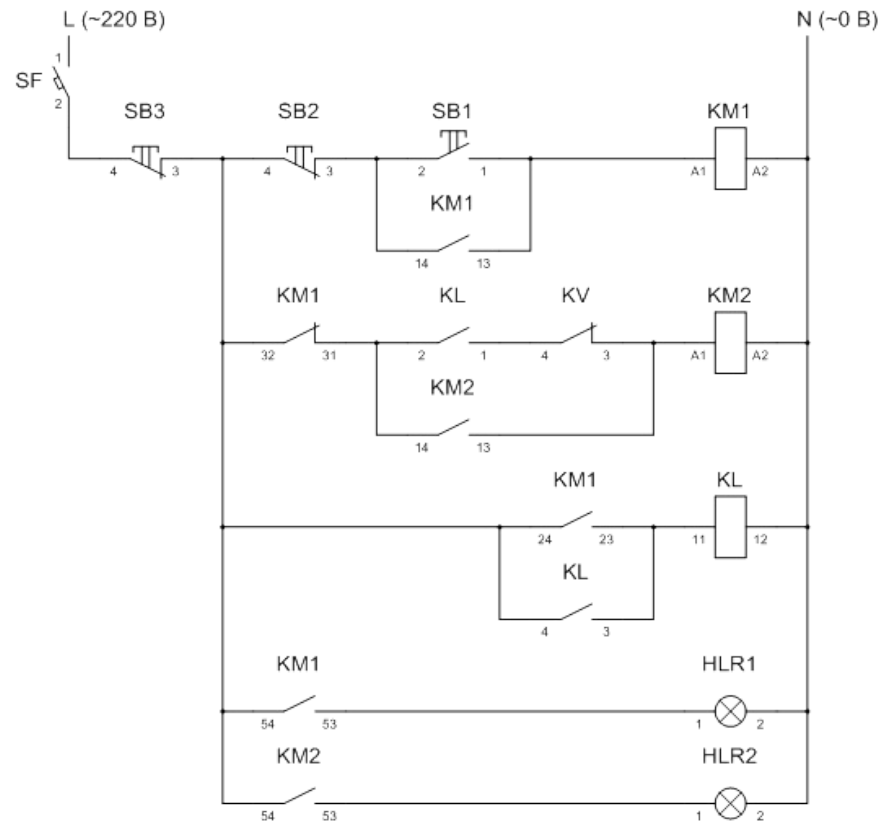 L (~220 В) N (~0 В)
1
SF
2
SB3 SB2 SB1 KM1
4 3 4 3 2 1 A1 A2
KM1
14 13
KM1 KL KV KM2
32 31 2 1 4 3 A1 A2
KM2
14 13
KM1 KL
24 23 11 12
KL
4 3
KM1 HLR1
54 53 1 2
KM2 HLR2
54 53 1 2